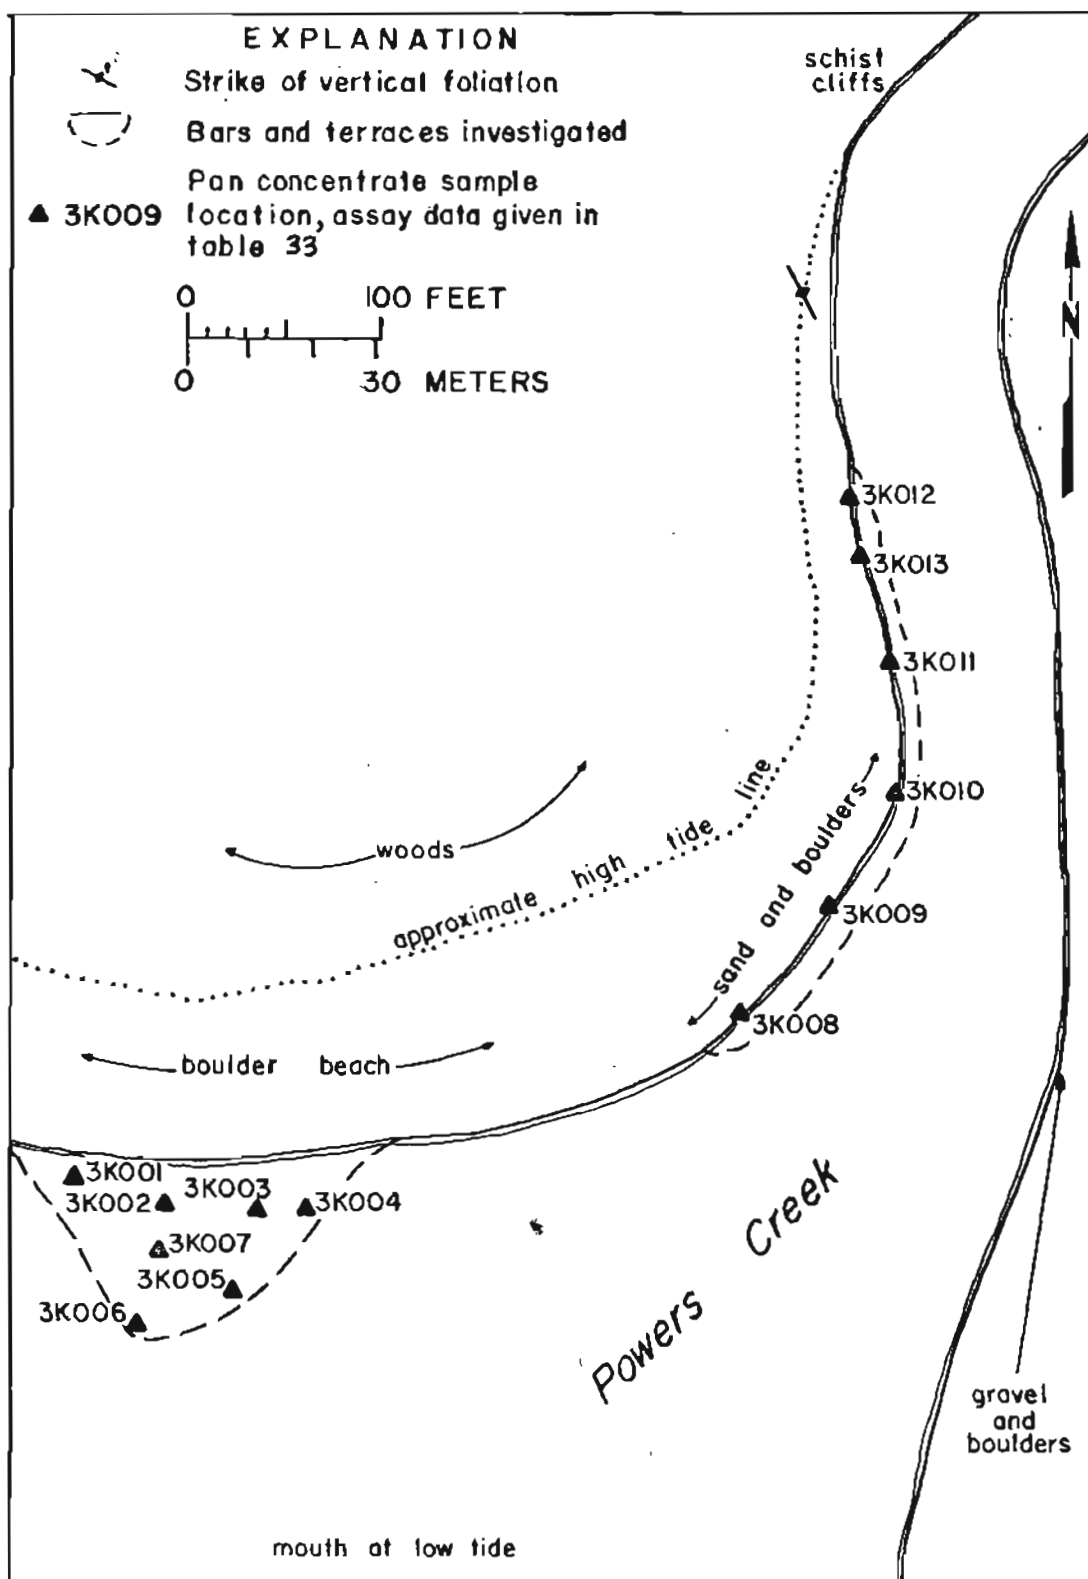 EXPLANATION
Strike of vertical foliation
Bars and terraces investigated
Pan concentrate sample
3K009 location, assay data given in
table 33
0 100 FEET
0 30 METERS
schist
cliffs
N
3K012
3K013
3K011
3K010
3K009
3K008
sand and boulders
woods
approximate high tide line
boulder beach
3K001
3K002
3K003
3K004
3K007
3K005
3K006
Powers Creek
gravel
and
boulders
mouth at low tide